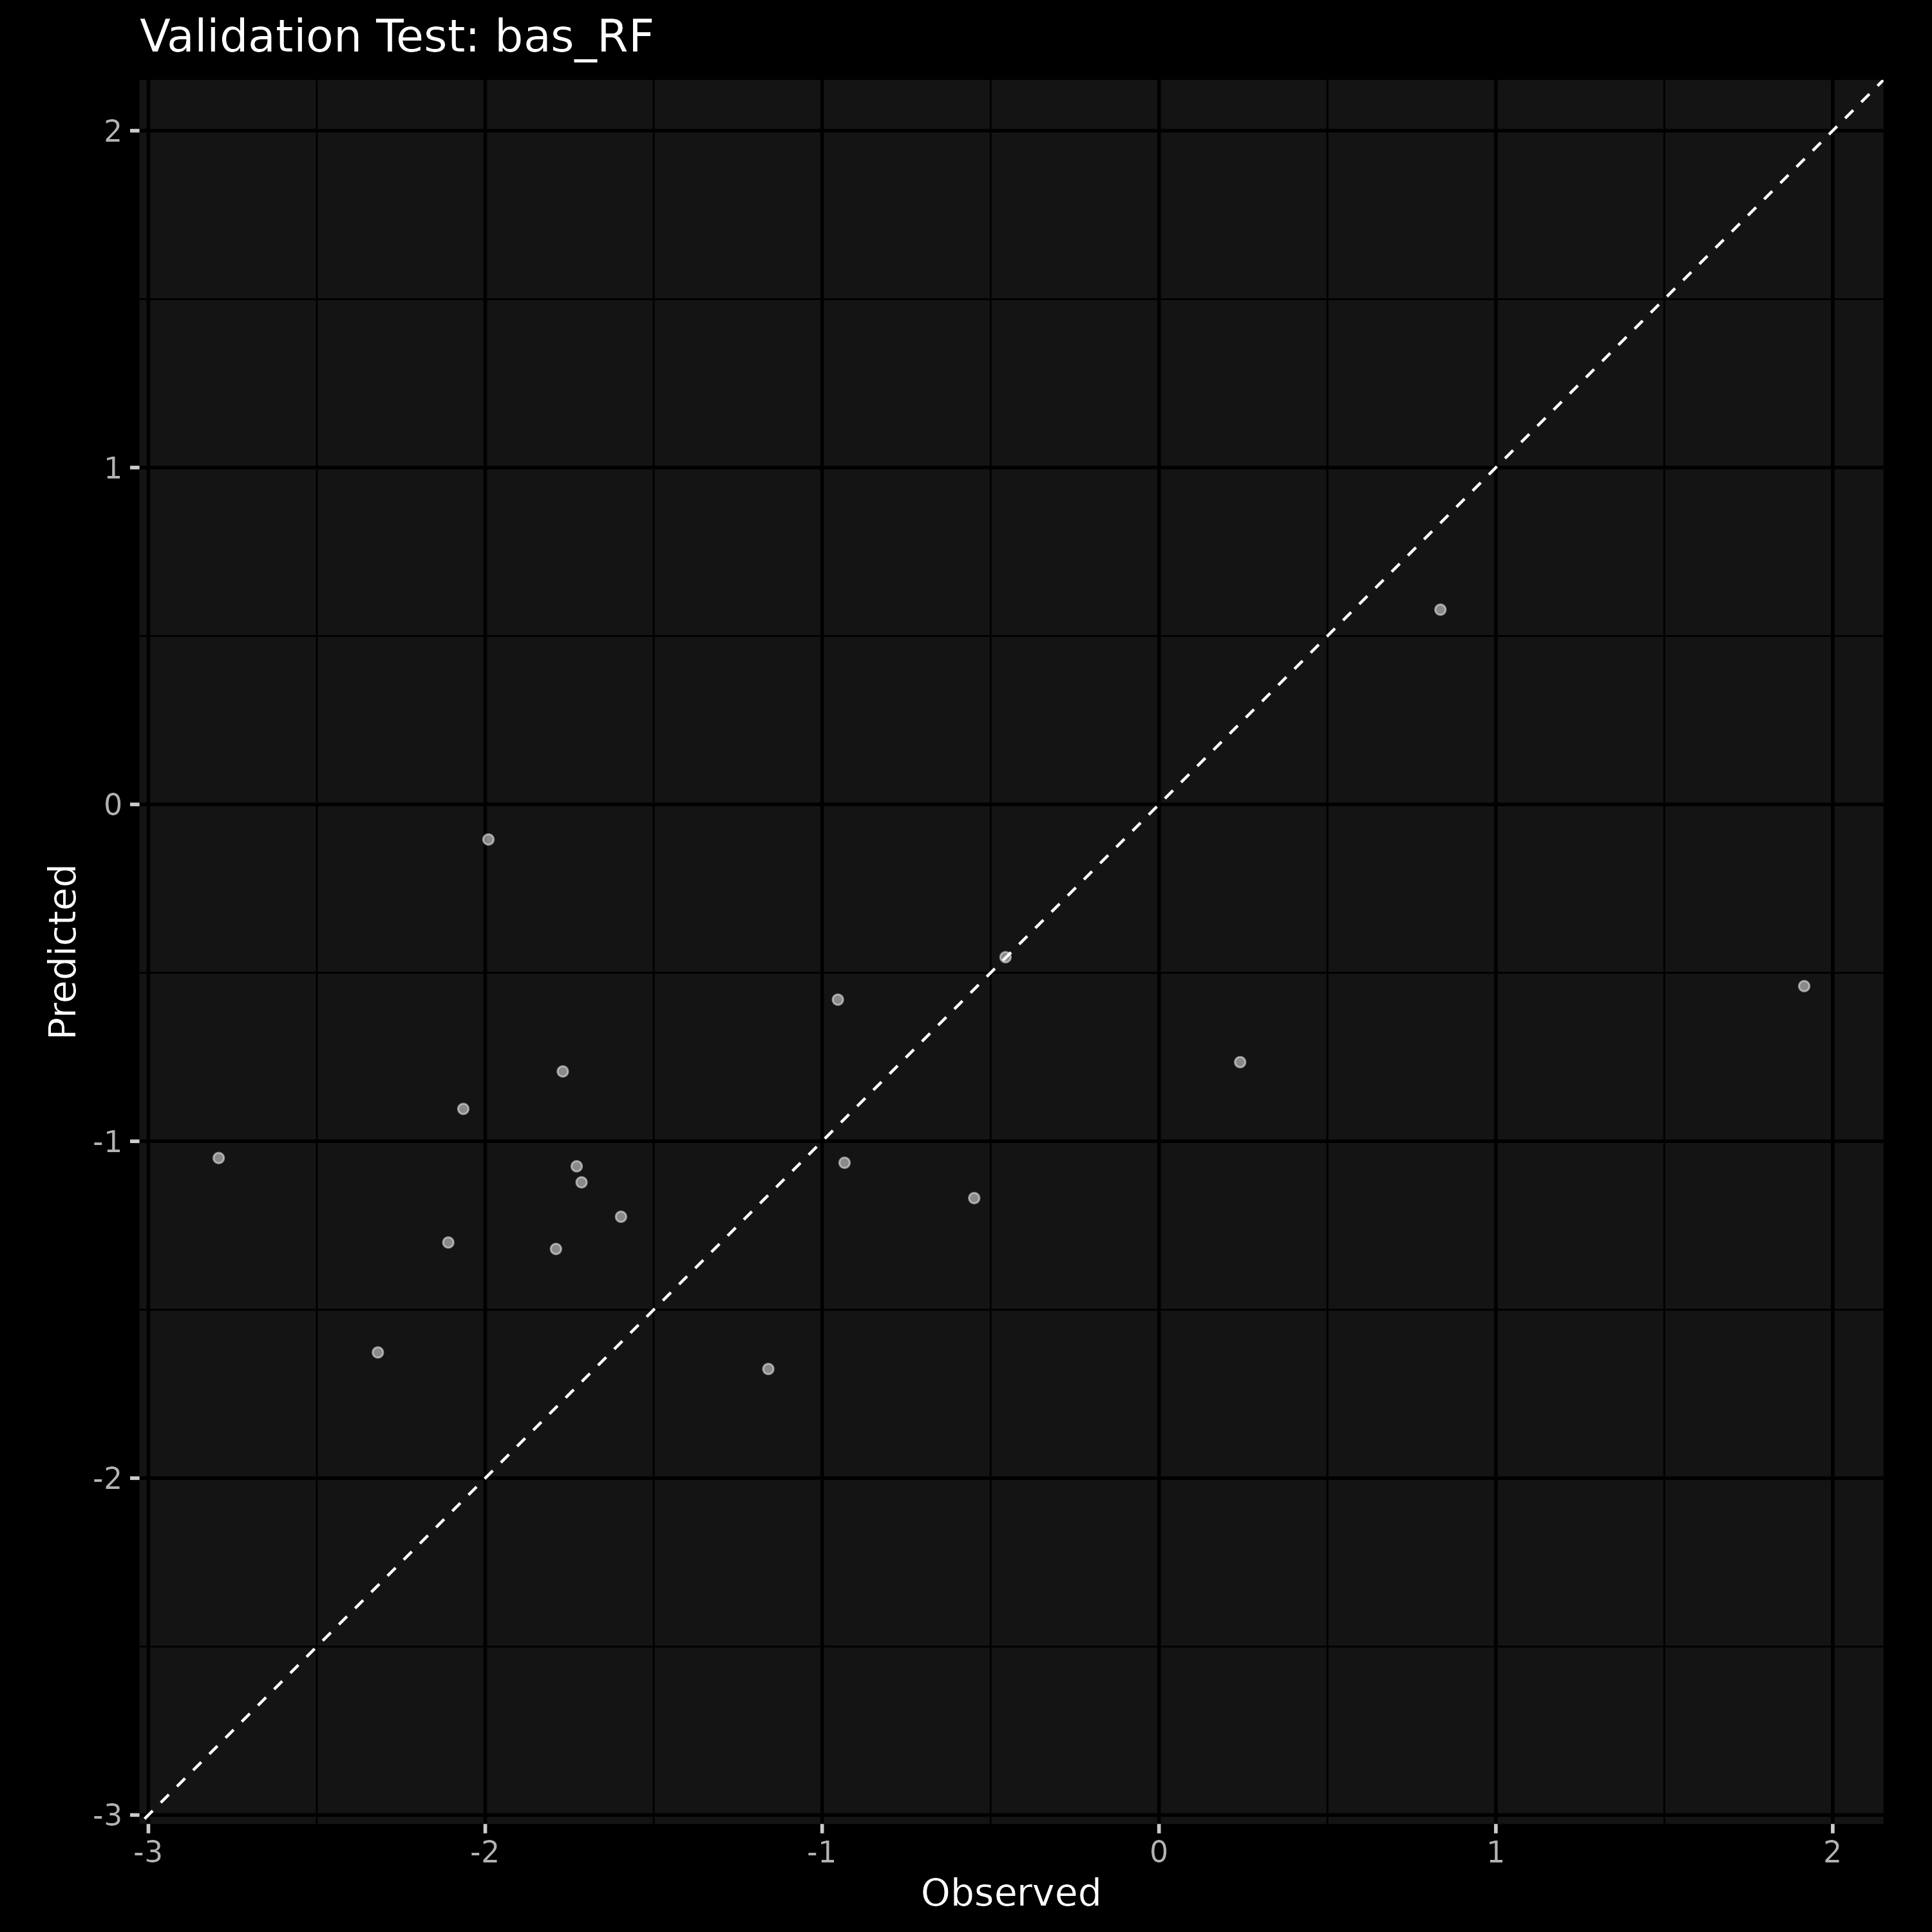 Validation Test: bas_RF
2
1
0
-1
-2
-3
Predicted
-3 -2 -1 0 1 2
Observed